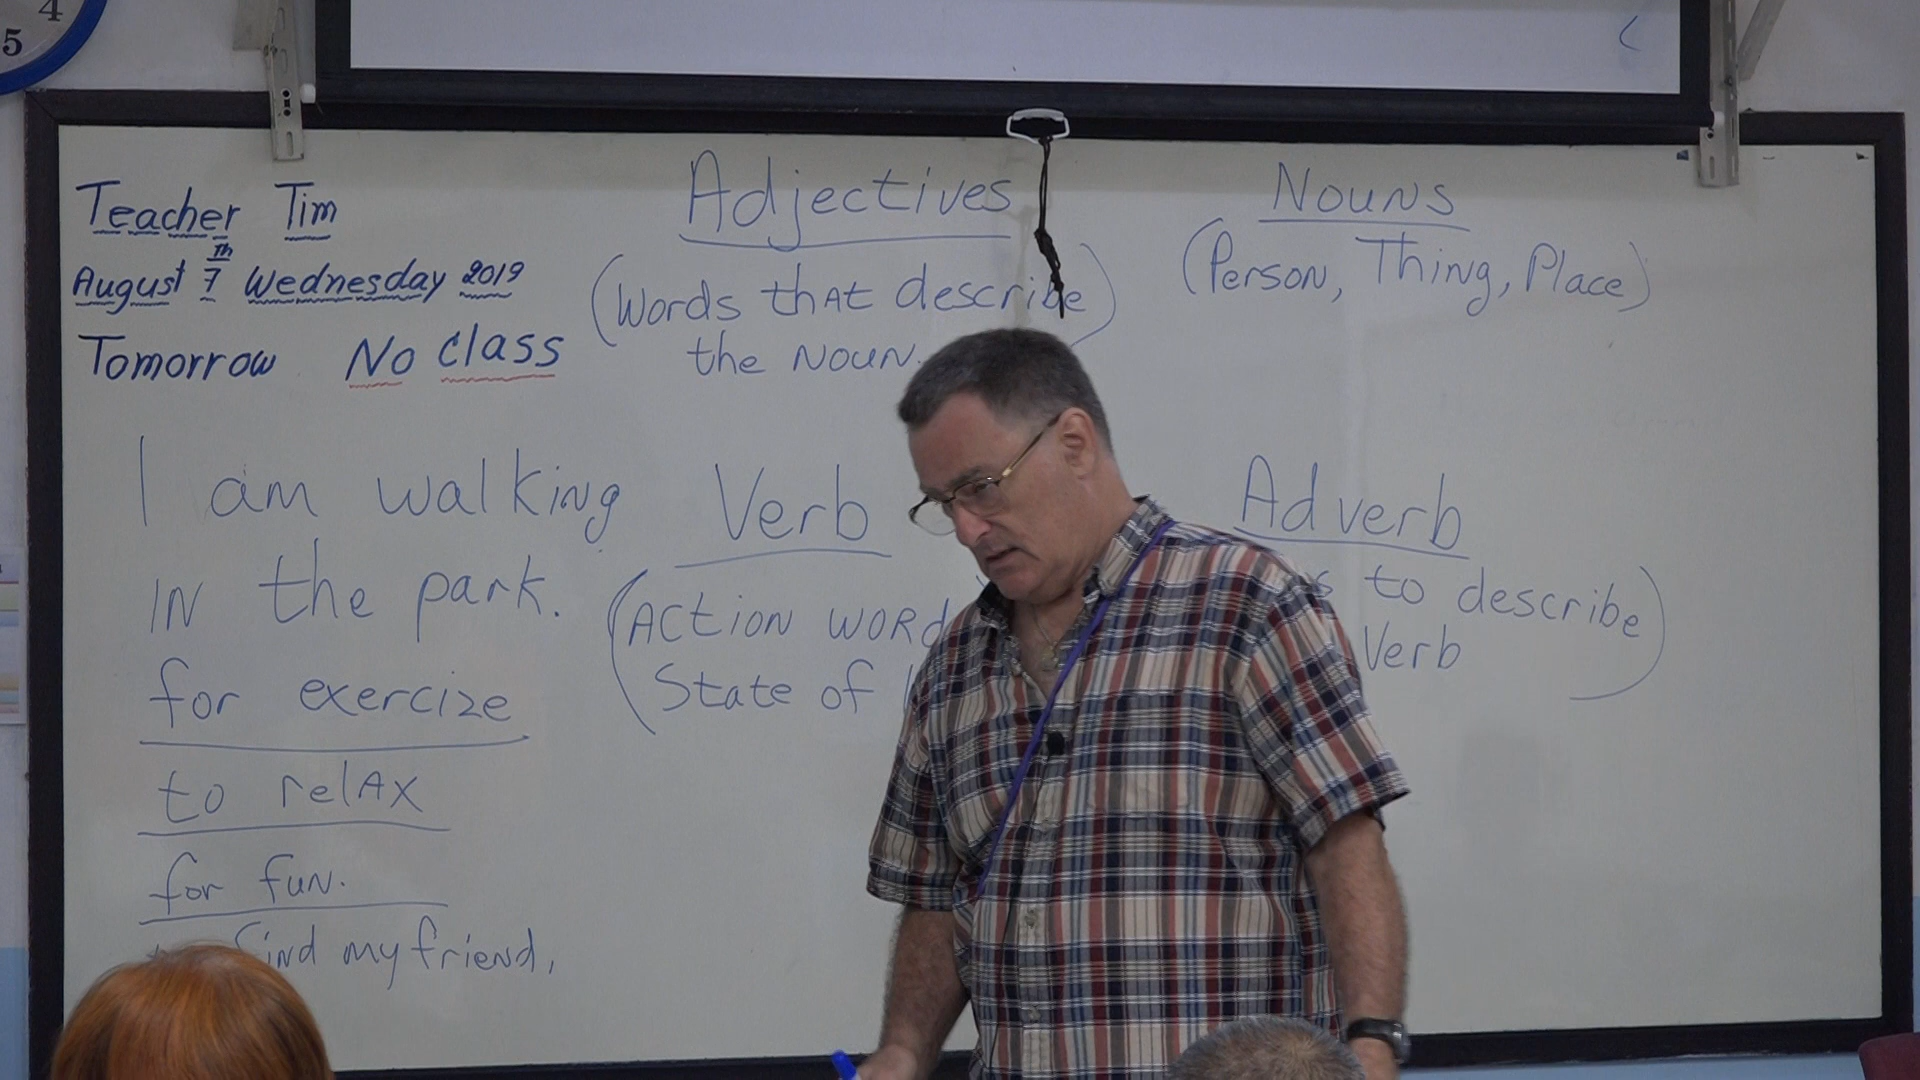 4
5
Teacher Tim
August 7th Wednesday 2019
Tomorrow No class
Adjectives
(Words that describe)
the Noun.
Nouns
(Person, Thing, Place)
I am walking
in the park.
for exercize
to relax
for fun.
find my friend,
Verb
(Action word
State of
Adverb
to describe)
Verb